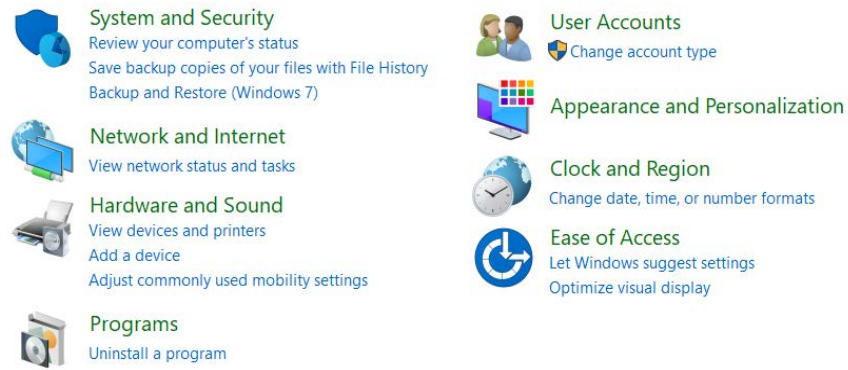 System and Security
Review your computer's status
Save backup copies of your files with File History
Backup and Restore (Windows 7)
Network and Internet
View network status and tasks
Hardware and Sound
View devices and printers
Add a device
Adjust commonly used mobility settings
Programs
Uninstall a program
User Accounts
Change account type
Appearance and Personalization
Clock and Region
Change date, time, or number formats
Ease of Access
Let Windows suggest settings
Optimize visual display